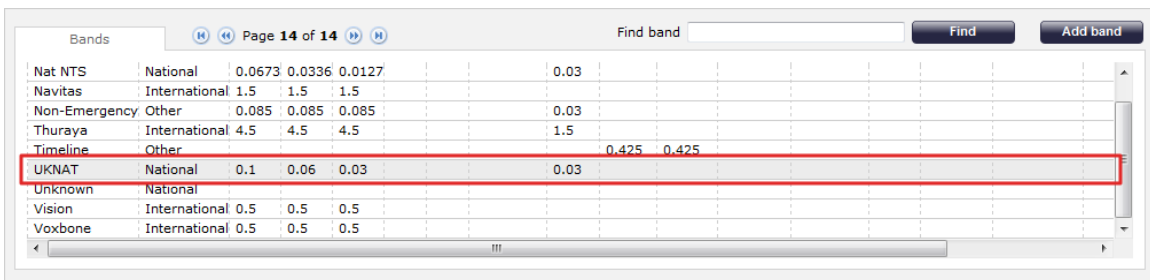 Bands Page 14 of 14 Find band Find Add band
Nat NTS National 0.0673 0.0336 0.0127 0.03
Navitas International 1.5 1.5 1.5
Non-Emergency Other 0.085 0.085 0.085 0.03
Thuraya International 4.5 4.5 4.5 1.5
Timeline Other 0.425 0.425
UKNAT National 0.1 0.06 0.03 0.03
Unknown National
Vision International 0.5 0.5 0.5
Voxbone International 0.5 0.5 0.5